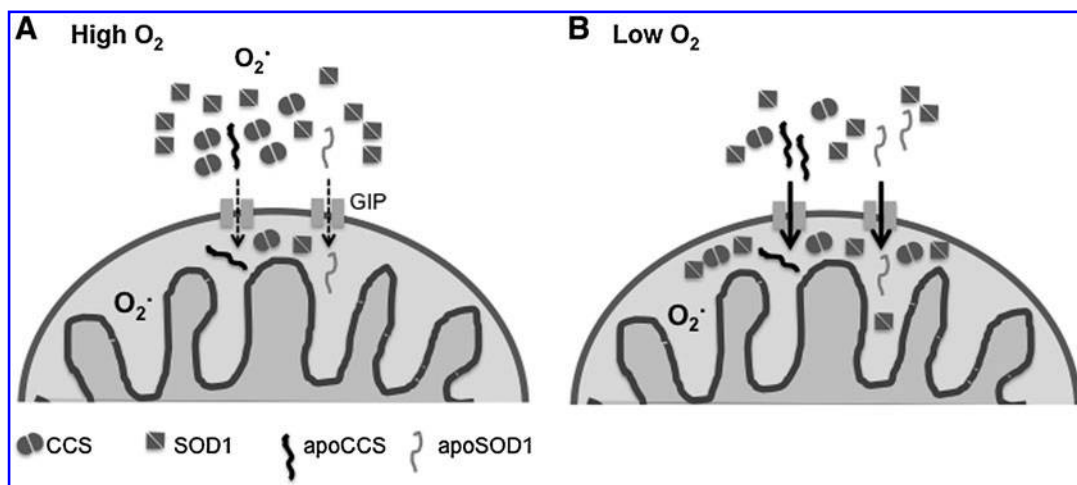 A High O₂
O₂˙
GIP
O₂˙
B Low O₂
O₂˙
CCS SOD1 apoCCS apoSOD1